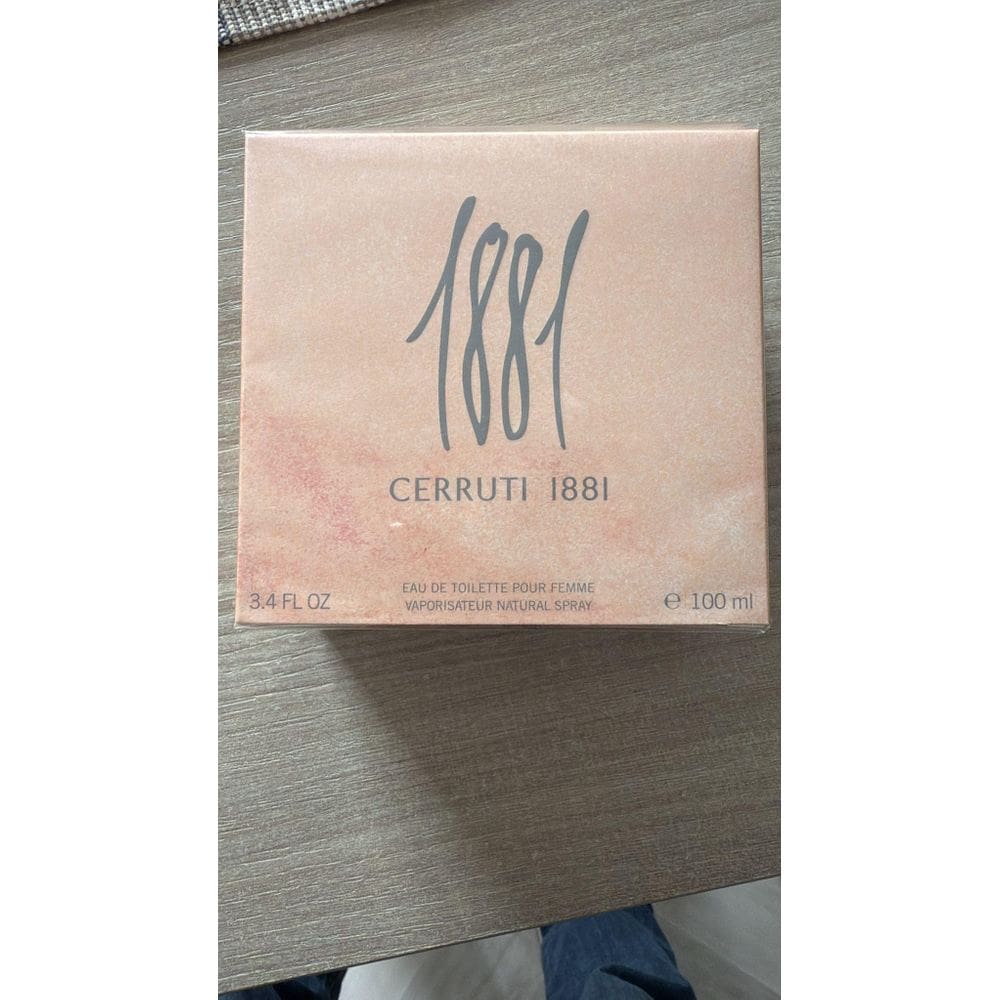 1881
CERRUTI 1881
EAU DE TOILETTE POUR FEMME
3.4 FL OZ VAPORISATEUR NATURAL SPRAY ℮ 100 ml